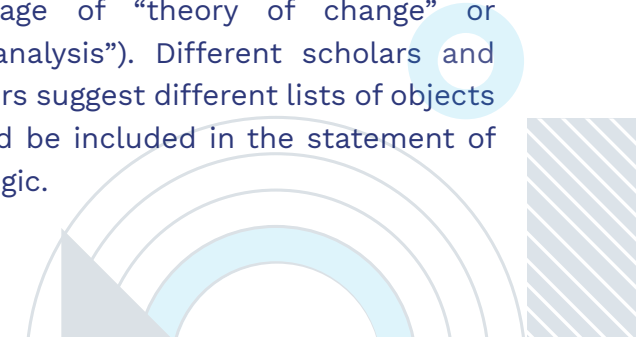 age of “theory of change” or
analysis”). Different scholars and
rs suggest different lists of objects
d be included in the statement of
gic.